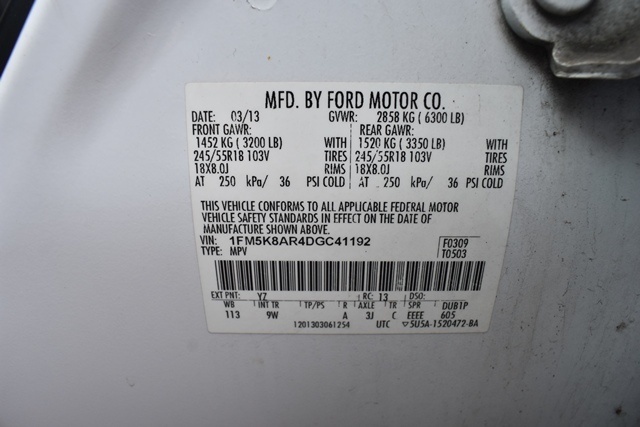 MFD. BY FORD MOTOR CO.
DATE: 03/13 GVWR: 2858 KG ( 6300 LB)
FRONT GAWR: REAR GAWR:
1452 KG ( 3200 LB) WITH 1520 KG ( 3350 LB) WITH
245/55R18 103V TIRES 245/55R18 103V TIRES
18X8.0J RIMS 18X8.0J RIMS
AT 250 kPa/ 36 PSI COLD AT 250 kPa/ 36 PSI COLD
THIS VEHICLE CONFORMS TO ALL APPLICABLE FEDERAL MOTOR
VEHICLE SAFETY STANDARDS IN EFFECT ON THE DATE OF
MANUFACTURE SHOWN ABOVE.
VIN: 1FM5K8AR4DGC41192 F0309
TYPE: MPV T0503
EXT PNT: YZ RC: 13 DSO:
WB INT TR TP/PS R AXLE TR SPR DUB1P
113 9W A 3J C EEEE 605
1201303061254 UTC ▽5U5A-1520472-BA